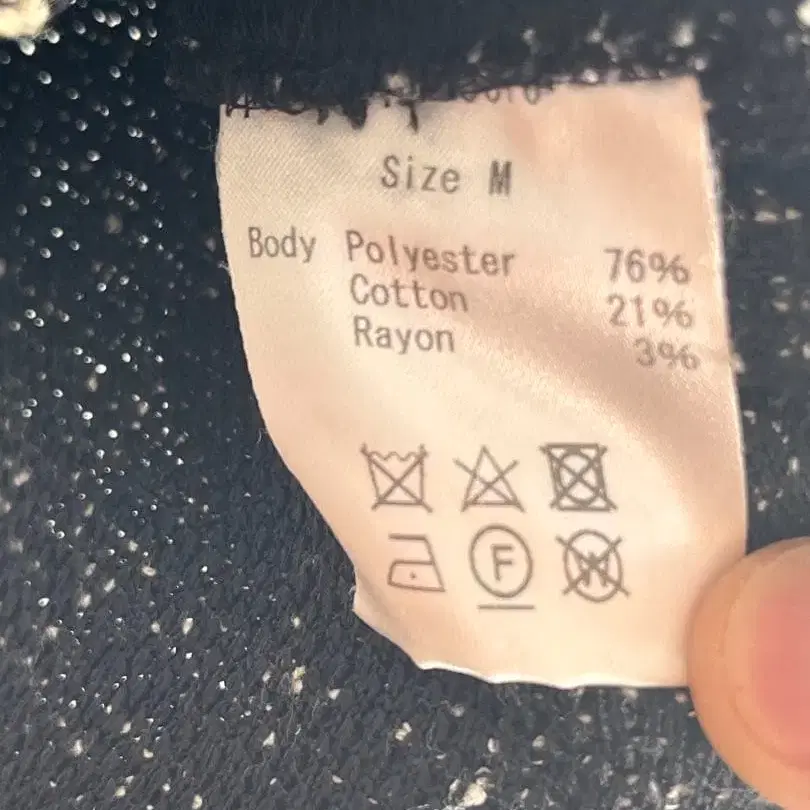 Size M
Body Polyester 76%
Cotton 21%
Rayon 3%
F
W